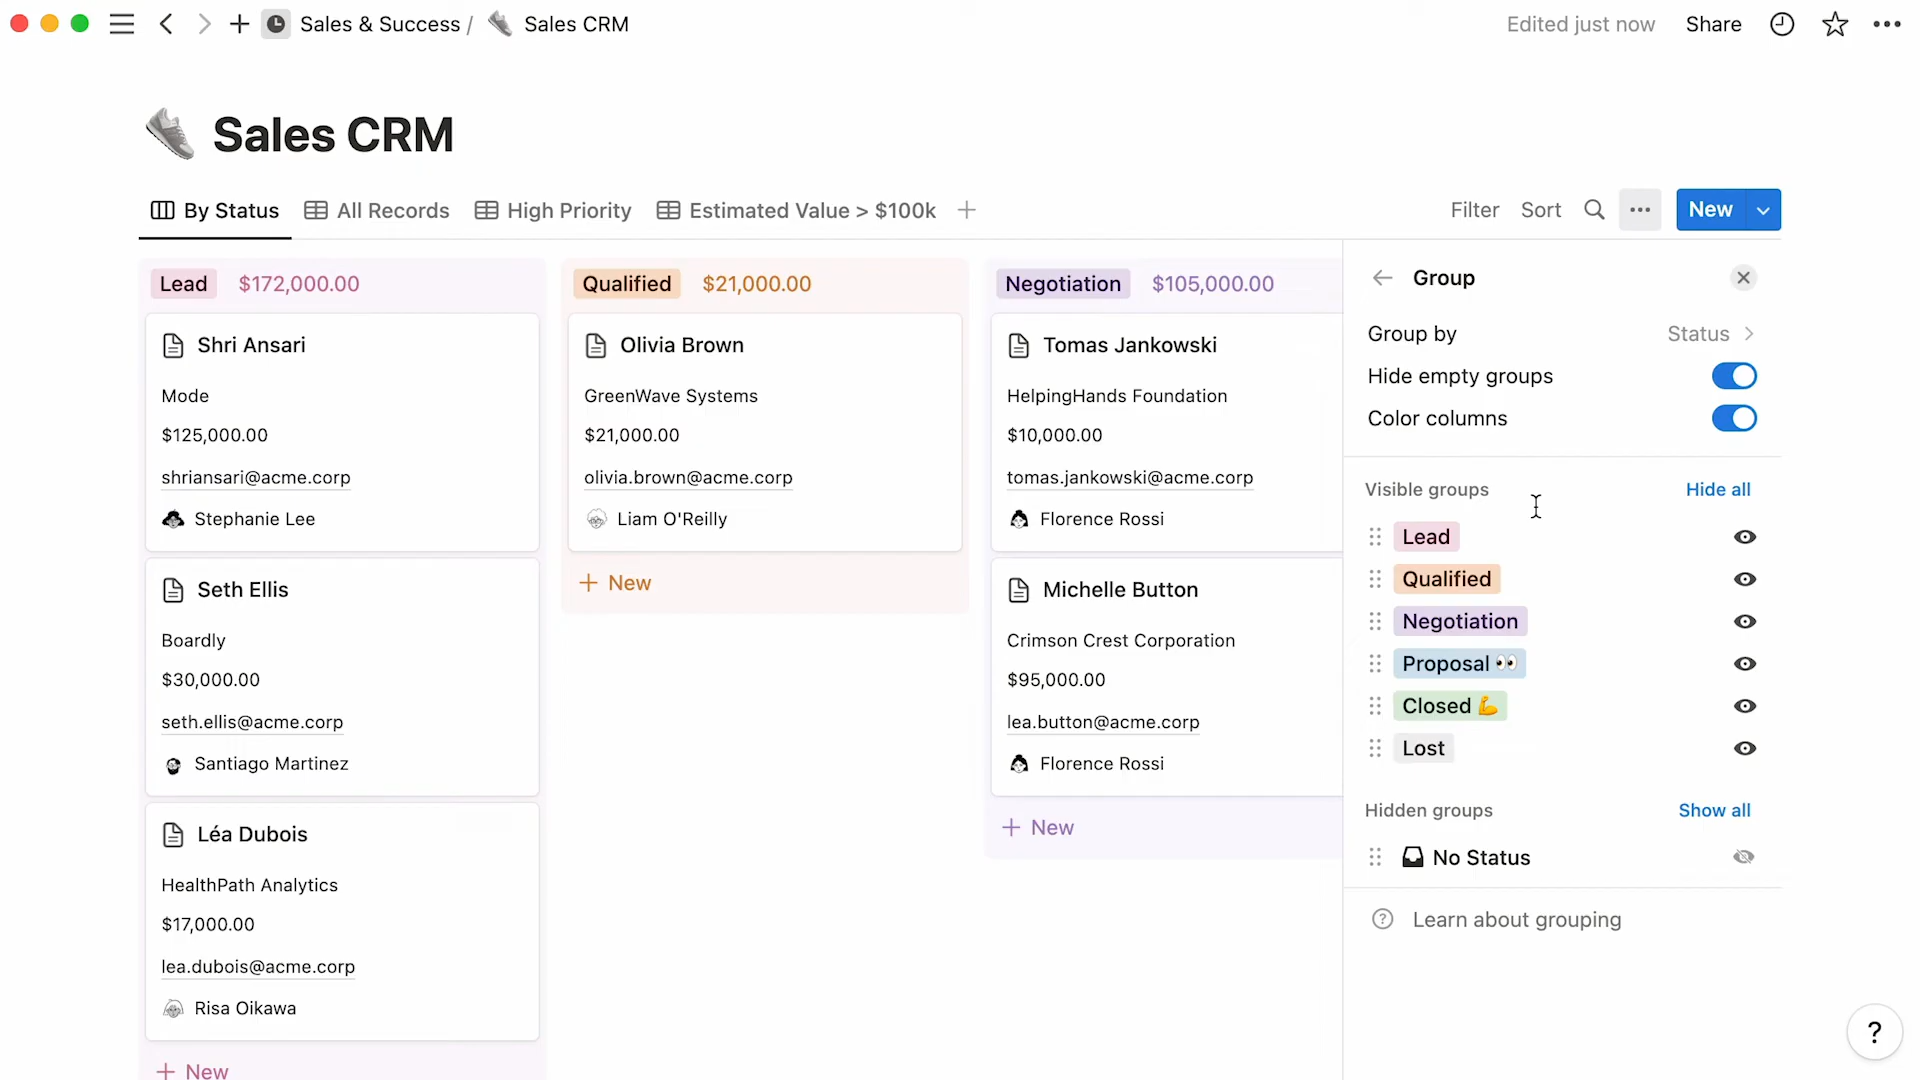 Sales & Success / Sales CRM
Edited just now Share
Sales CRM
By Status All Records High Priority Estimated Value > $100k
Filter Sort New
Lead $172,000.00
Shri Ansari
Mode
$125,000.00
shriansari@acme.corp
Stephanie Lee
Seth Ellis
Boardly
$30,000.00
seth.ellis@acme.corp
Santiago Martinez
Léa Dubois
HealthPath Analytics
$17,000.00
lea.dubois@acme.corp
Risa Oikawa
+ New
Qualified $21,000.00
Olivia Brown
GreenWave Systems
$21,000.00
olivia.brown@acme.corp
Liam O'Reilly
+ New
Negotiation $105,000.00
Tomas Jankowski
HelpingHands Foundation
$10,000.00
tomas.jankowski@acme.corp
Florence Rossi
Michelle Button
Crimson Crest Corporation
$95,000.00
lea.button@acme.corp
Florence Rossi
+ New
Group
Group by Status
Hide empty groups
Color columns
Visible groups Hide all
Lead
Qualified
Negotiation
Proposal 👀
Closed 💪
Lost
Hidden groups Show all
No Status
? Learn about grouping
?